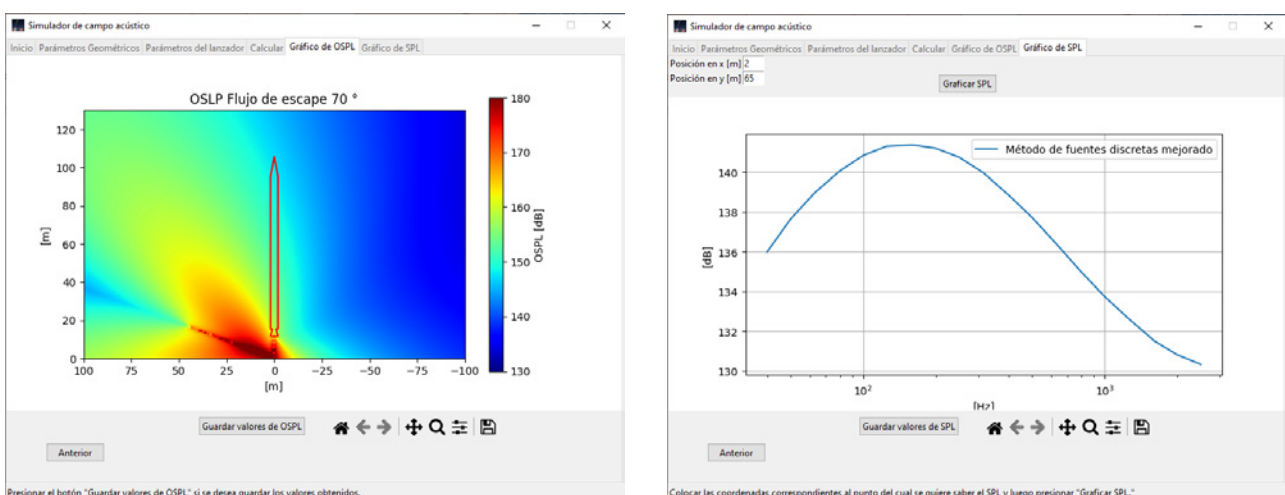 Simulador de campo acústico
Inicio Parámetros Geométricos Parámetros del lanzador Calcular Gráfico de OSPL Gráfico de SPL
OSLP Flujo de escape 70 °
120
100
80
60
40
20
0
[m]
100 75 50 25 0 −25 −50 −75 −100
[m]
180
170
160
150
140
130
OSPL [dB]
Guardar valores de OSPL
Anterior
Presionar el botón "Guardar valores de OSPL" si se desea guardar los valores obtenidos.
Simulador de campo acústico
Inicio Parámetros Geométricos Parámetros del lanzador Calcular Gráfico de OSPL Gráfico de SPL
Posición en x [m] 2
Posición en y [m] 65
Graficar SPL
Método de fuentes discretas mejorado
140
138
136
134
132
130
[dB]
10² 10³
[Hz]
Guardar valores de SPL
Anterior
Colocar las coordenadas correspondientes al punto del cual se quiere saber el SPL y luego presionar "Graficar SPL."